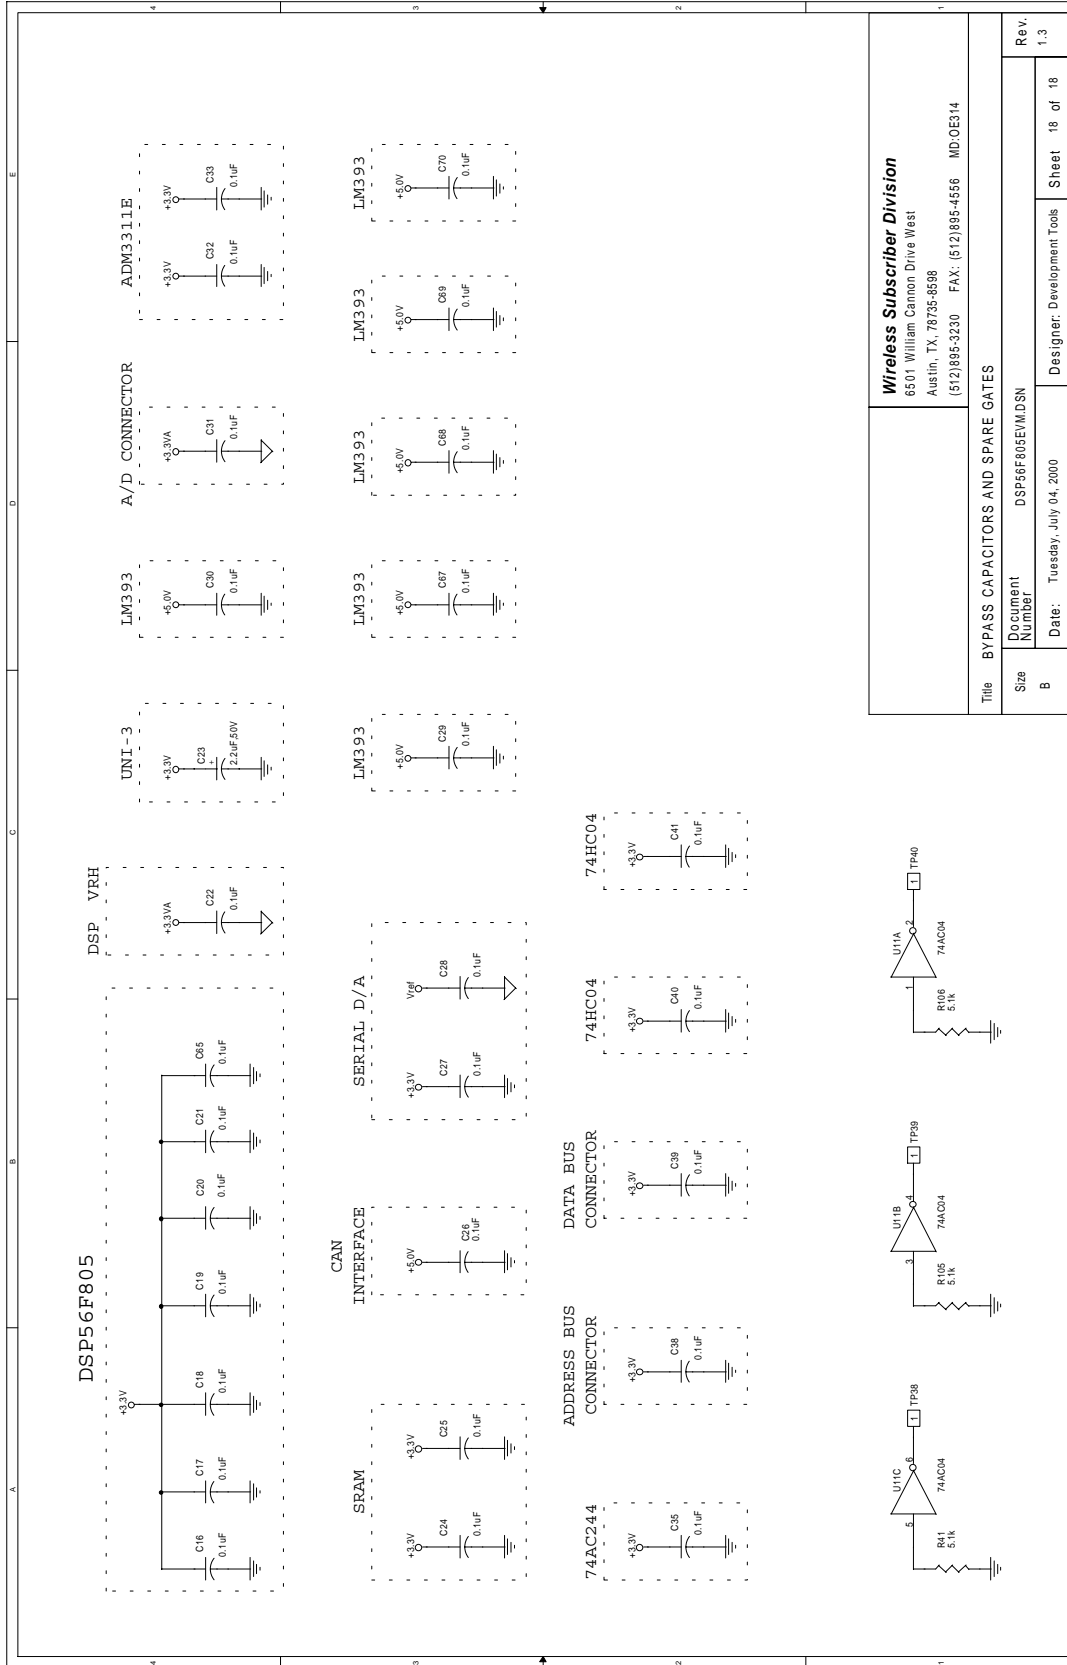 A
B
C
D
E
4
4
3
3
2
2
1
1
DSP56F805
+3.3V
C16
0.1uF
C17
0.1uF
C18
0.1uF
C19
0.1uF
C20
0.1uF
C21
0.1uF
C65
0.1uF
DSP VRH
+3.3VA
C22
0.1uF
UNI-3
+3.3V
C23
+
2.2uF,50V
LM393
+5.0V
C30
0.1uF
A/D CONNECTOR
+3.3VA
C31
0.1uF
ADM3311E
+3.3V
C32
0.1uF
+3.3V
C33
0.1uF
SRAM
+3.3V
C24
0.1uF
+3.3V
C25
0.1uF
CAN
INTERFACE
+5.0V
C26
0.1uF
SERIAL D/A
+3.3V
C27
0.1uF
Vref
C28
0.1uF
LM393
+5.0V
C29
0.1uF
LM393
+5.0V
C67
0.1uF
LM393
+5.0V
C68
0.1uF
LM393
+5.0V
C69
0.1uF
LM393
+5.0V
C70
0.1uF
74AC244
+3.3V
C35
0.1uF
ADDRESS BUS
CONNECTOR
+3.3V
C38
0.1uF
DATA BUS
CONNECTOR
+3.3V
C39
0.1uF
74HC04
+3.3V
C40
0.1uF
74HC04
+3.3V
C41
0.1uF
R41
5.1k
5
U11C
6
74AC04
1
TP38
R105
5.1k
3
U11B
4
74AC04
1
TP39
R106
5.1k
1
U11A
2
74AC04
1
TP40
Wireless Subscriber Division
6501 William Cannon Drive West
Austin, TX, 78735-8598
(512)895-3230 FAX: (512)895-4556 MD:OE314
Title BYPASS CAPACITORS AND SPARE GATES
Size
B
Document
Number
DSP56F805EVM.DSN
Rev.
1.3
Date: Tuesday, July 04, 2000
Designer: Development Tools
Sheet 18 of 18